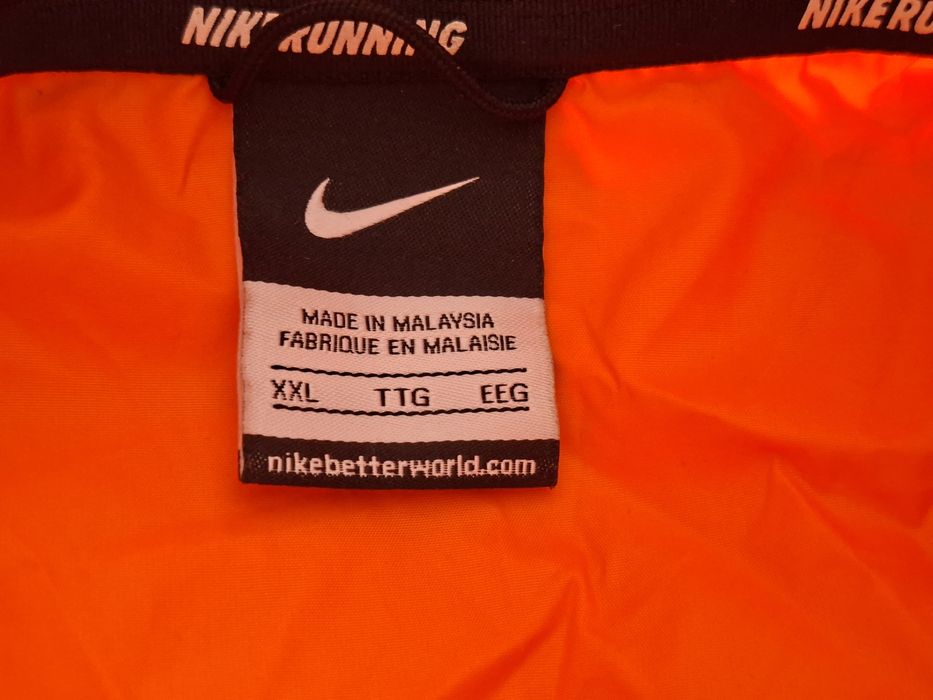 NIKE RUNNING NIKE RU
MADE IN MALAYSIA
FABRIQUE EN MALAISIE
XXL TTG EEG
nikebetterworld.com